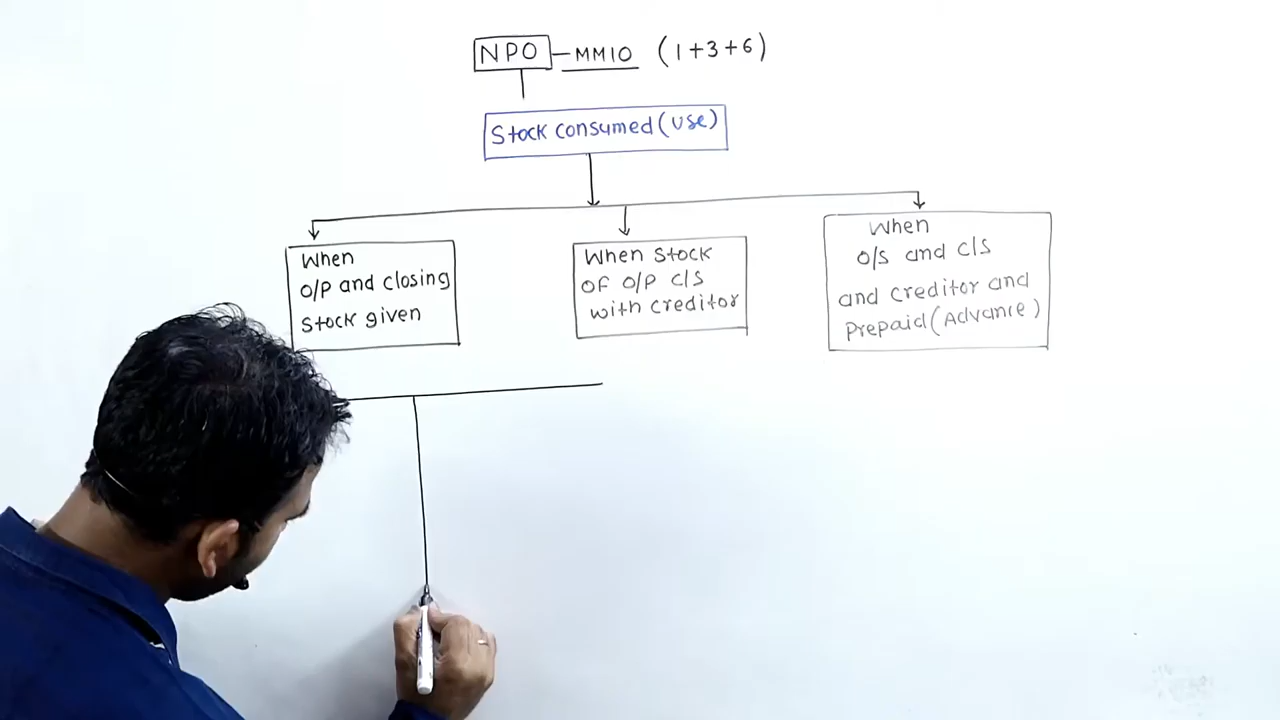 NPO - MM10 (1+3+6)
Stock consumed (use)
When
O/P and closing
Stock given
When stock
OF O/P C/S
with creditor
When
O/S and C/S
and creditor and
Prepaid (Advance)